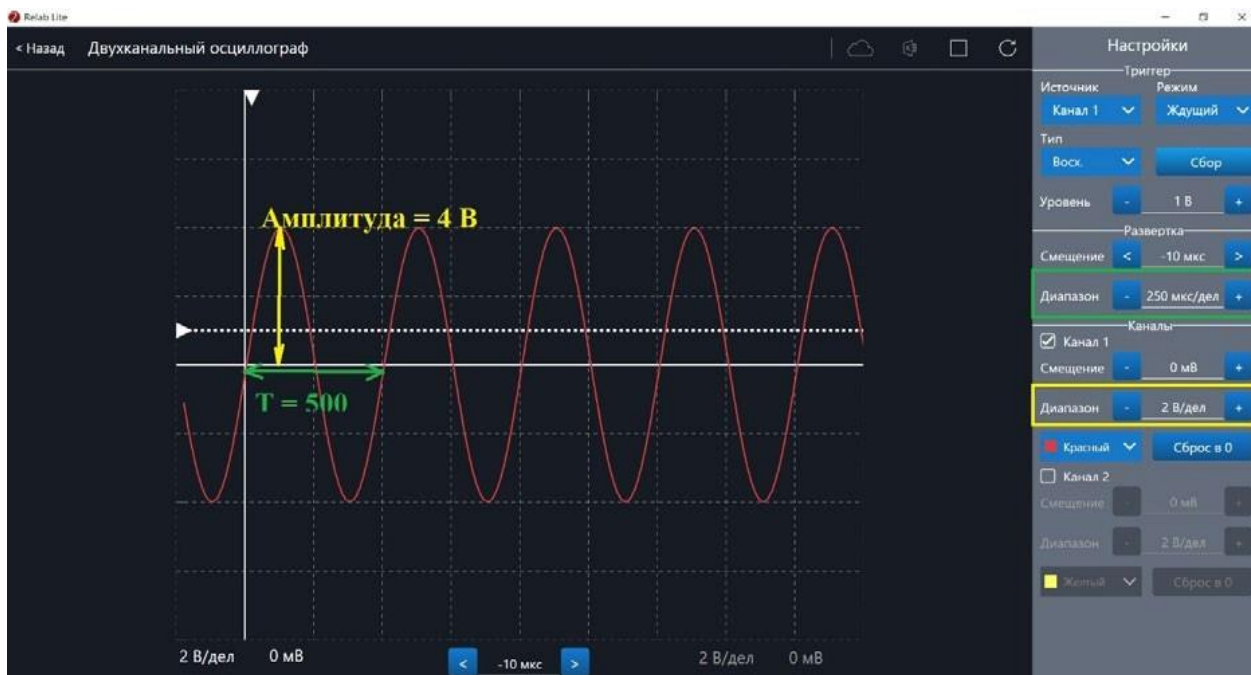 Relab Lite
< Назад Двухканальный осциллограф
Настройки
Триггер
Источник Режим
Канал 1 Ждущий
Тип
Восх. Сбор
Уровень - 1 В +
Развертка
Смещение < -10 мкс >
Диапазон - 250 мкс/дел +
Каналы
Канал 1
Смещение - 0 мВ +
Диапазон - 2 В/дел +
Красный Сброс в 0
Канал 2
Смещение - 0 мВ +
Диапазон - 2 В/дел +
Желтый Сброс в 0
Амплитуда = 4 В
T = 500
2 В/дел 0 мВ < -10 мкс > 2 В/дел 0 мВ